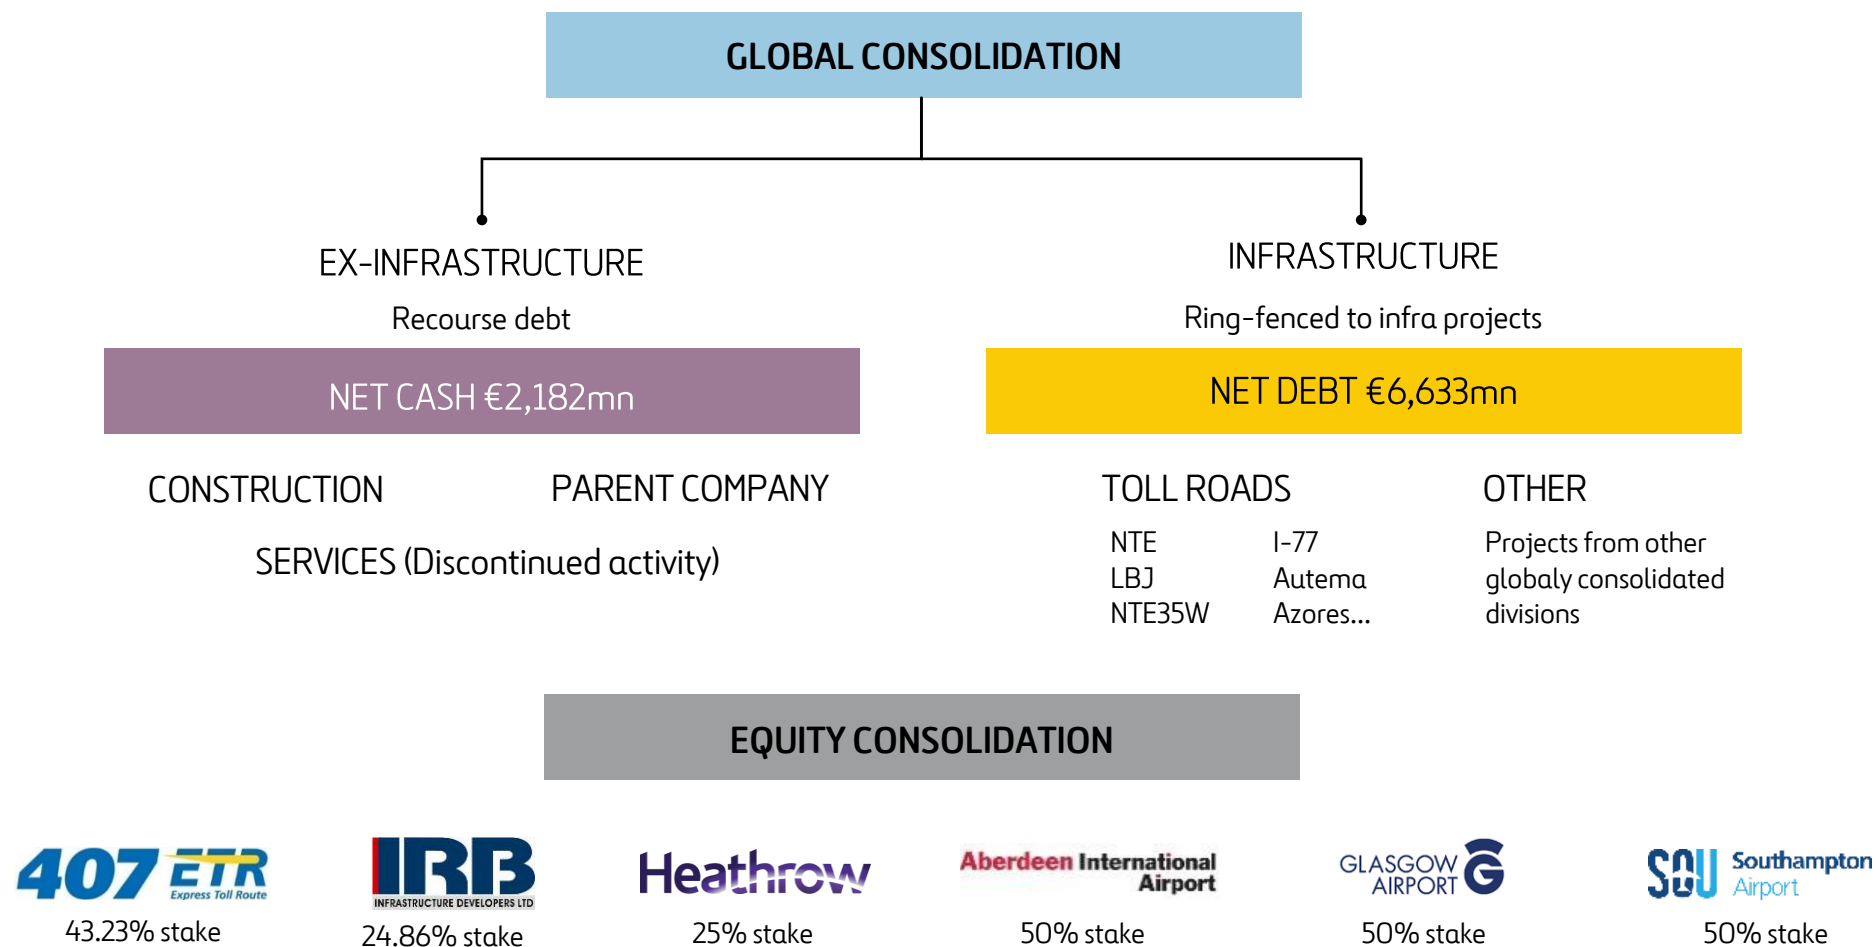 GLOBAL CONSOLIDATION
EX-INFRASTRUCTURE
Recourse debt
NET CASH €2,182mn
CONSTRUCTION
PARENT COMPANY
SERVICES (Discontinued activity)
INFRASTRUCTURE
Ring-fenced to infra projects
NET DEBT €6,633mn
TOLL ROADS
NTE
LBJ
NTE35W
I-77
Autema
Azores...
OTHER
Projects from other
globaly consolidated
divisions
EQUITY CONSOLIDATION
407 ETR
Express Toll Route
43.23% stake
IRB
INFRASTRUCTURE DEVELOPERS LTD
24.86% stake
Heathrow
25% stake
Aberdeen International
Airport
50% stake
GLASGOW
AIRPORT
G
50% stake
SOU
Southampton
Airport
50% stake